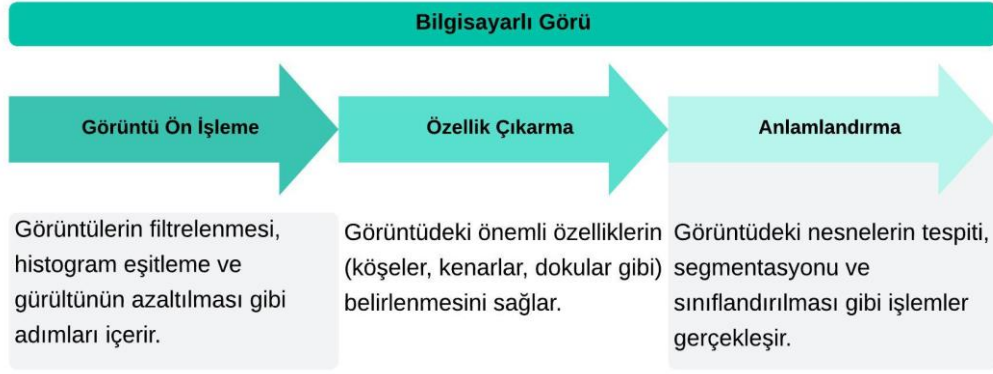 Bilgisayarlı Görü
Görüntü Ön İşleme
Özellik Çıkarma
Anlamlandırma
Görüntülerin filtrelenmesi,
histogram eşitleme ve
gürültünün azaltılması gibi
adımları içerir.
Görüntüdeki önemli özelliklerin
(köşeler, kenarlar, dokular gibi)
belirlenmesini sağlar.
Görüntüdeki nesnelerin tespiti,
segmentasyonu ve
sınıflandırılması gibi işlemler
gerçekleşir.